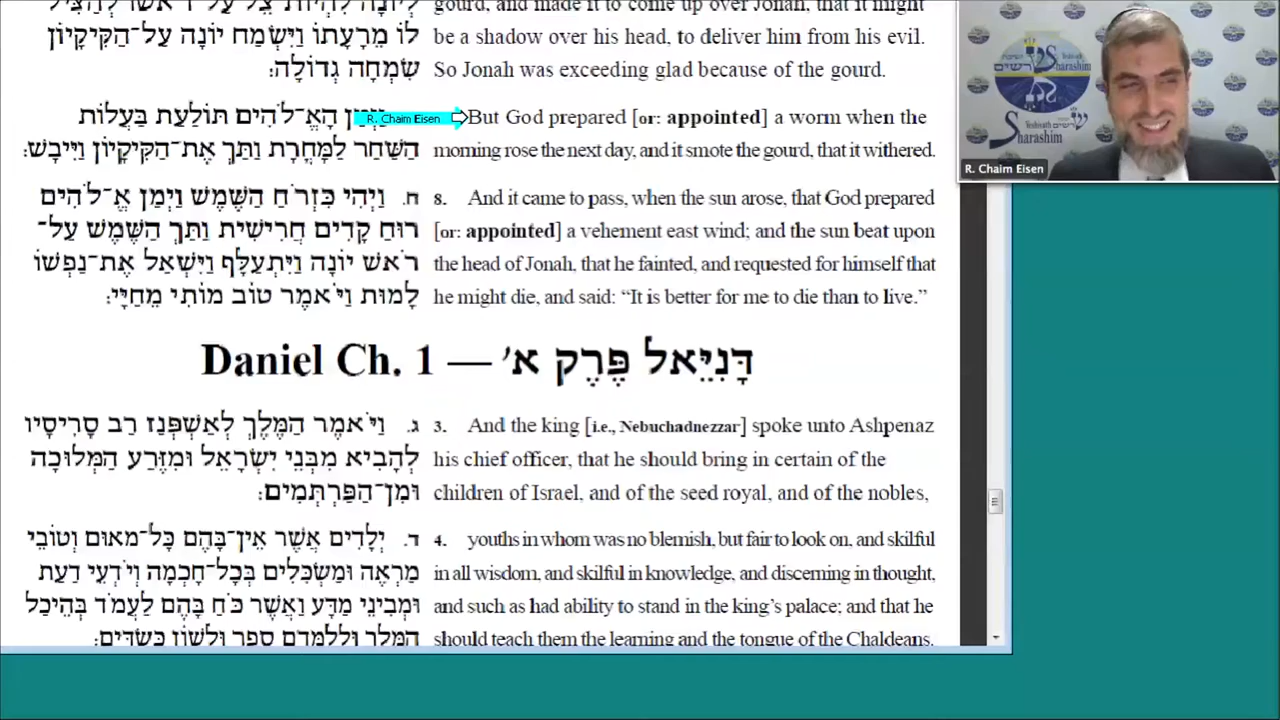 לְיוֹנָה לִהְיוֹת צֵל עַל־רֹאשׁוֹ לְהַצִּיל
gourd, and made it to come up over Jonah, that it might
לוֹ מֵרָעָתוֹ וַיִּשְׂמַח יוֹנָה עַל־הַקִּיקָיוֹן
be a shadow over his head, to deliver him from his evil.
שִׂמְחָה גְדוֹלָה:
So Jonah was exceeding glad because of the gourd.
הָאֱ־לֹהִים תּוֹלַעַת בַּעֲלוֹת
R. Chaim Eisen
But God prepared [or: appointed] a worm when the
הַשַּׁחַר לַמָּחֳרָת וַתַּךְ אֶת־הַקִּיקָיוֹן וַיִּיבָשׁ:
morning rose the next day, and it smote the gourd, that it withered.
ח. וַיְהִי כִּזְרֹחַ הַשֶּׁמֶשׁ וַיְמַן אֱ־לֹהִים
8. And it came to pass, when the sun arose, that God prepared
רוּחַ קָדִים חֲרִישִׁית וַתַּךְ הַשֶּׁמֶשׁ עַל־
[or: appointed] a vehement east wind; and the sun beat upon
רֹאשׁ יוֹנָה וַיִּתְעַלָּף וַיִּשְׁאַל אֶת־נַפְשׁוֹ
the head of Jonah, that he fainted, and requested for himself that
לָמוּת וַיֹּאמֶר טוֹב מוֹתִי מֵחַיָּי:
he might die, and said: “It is better for me to die than to live.”
Daniel Ch. 1 — דָּנִיֵּאל פֶּרֶק א׳
ג. וַיֹּאמֶר הַמֶּלֶךְ לְאַשְׁפְּנַז רַב סָרִיסָיו
3. And the king [i.e., Nebuchadnezzar] spoke unto Ashpenaz
לְהָבִיא מִבְּנֵי יִשְׂרָאֵל וּמִזֶּרַע הַמְּלוּכָה
his chief officer, that he should bring in certain of the
וּמִן־הַפַּרְתְּמִים:
children of Israel, and of the seed royal, and of the nobles,
ד. יְלָדִים אֲשֶׁר אֵין־בָּהֶם כָּל־מאוּם וְטוֹבֵי
4. youths in whom was no blemish, but fair to look on, and skilful
מַרְאֶה וּמַשְׂכִּלִים בְּכָל־חָכְמָה וְיֹדְעֵי דַעַת
in all wisdom, and skilful in knowledge, and discerning in thought,
וּמְבִינֵי מַדָּע וַאֲשֶׁר כֹּחַ בָּהֶם לַעֲמֹד בְּהֵיכַל
and such as had ability to stand in the king’s palace; and that he
הַמֶּלֶךְ וּלֲלַמְּדָם סֵפֶר וּלְשׁוֹן כַּשְׂדִּים:
should teach them the learning and the tongue of the Chaldeans.
Sharashim
שרשים
Yeshivath
Sharashim
R. Chaim Eisen